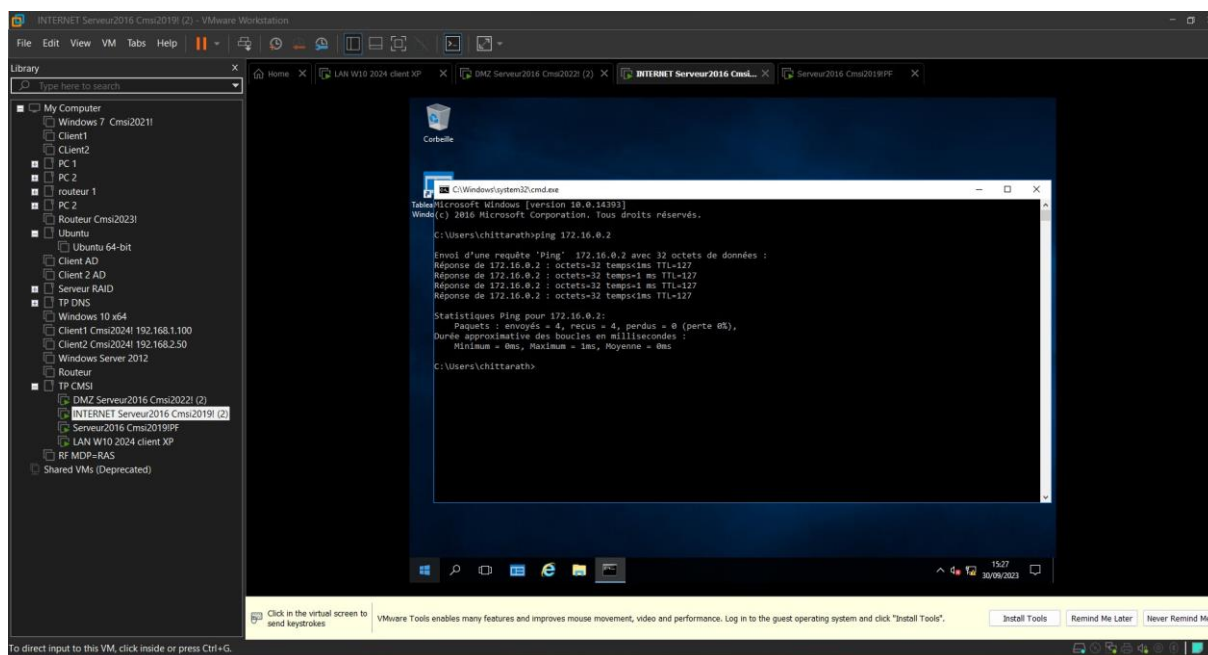 INTERNET Serveur2016 Cmsi2019! (2) - VMware Workstation
File Edit View VM Tabs Help
Library X
Type here to search
Home X LAN W10 2024 client XP X DMZ Serveur2016 Cmsi2022! (2) X INTERNET Serveur2016 Cmsi... X Serveur2016 Cmsi2019!PF X
My Computer
Windows 7 Cmsi2021!
Client1
CLient2
PC 1
PC 2
routeur 1
PC 2
Routeur Cmsi2023!
Ubuntu
Ubuntu 64-bit
Client AD
Client 2 AD
Serveur RAID
TP DNS
Windows 10 x64
Client1 Cmsi2024! 192.168.1.100
Client2 Cmsi2024! 192.168.2.50
Windows Server 2012
Routeur
TP CMSI
DMZ Serveur2016 Cmsi2022! (2)
INTERNET Serveur2016 Cmsi2019! (2)
Serveur2016 Cmsi2019!PF
LAN W10 2024 client XP
RF MDP=RAS
Shared VMs (Deprecated)
Corbeille
Tablea
Windo
C:\Windows\system32\cmd.exe
Microsoft Windows [version 10.0.14393]
(c) 2016 Microsoft Corporation. Tous droits réservés.
C:\Users\chittarath>ping 172.16.0.2
Envoi d'une requête 'Ping' 172.16.0.2 avec 32 octets de données :
Réponse de 172.16.0.2 : octets=32 temps<1ms TTL=127
Réponse de 172.16.0.2 : octets=32 temps=1 ms TTL=127
Réponse de 172.16.0.2 : octets=32 temps=1 ms TTL=127
Réponse de 172.16.0.2 : octets=32 temps<1ms TTL=127
Statistiques Ping pour 172.16.0.2:
Paquets : envoyés = 4, reçus = 4, perdus = 0 (perte 0%),
Durée approximative des boucles en millisecondes :
Minimum = 0ms, Maximum = 1ms, Moyenne = 0ms
C:\Users\chittarath>
15:27
30/09/2023
Click in the virtual screen to
send keystrokes
VMware Tools enables many features and improves mouse movement, video and performance. Log in to the guest operating system and click "Install Tools".
Install Tools Remind Me Later Never Remind M
To direct input to this VM, click inside or press Ctrl+G.